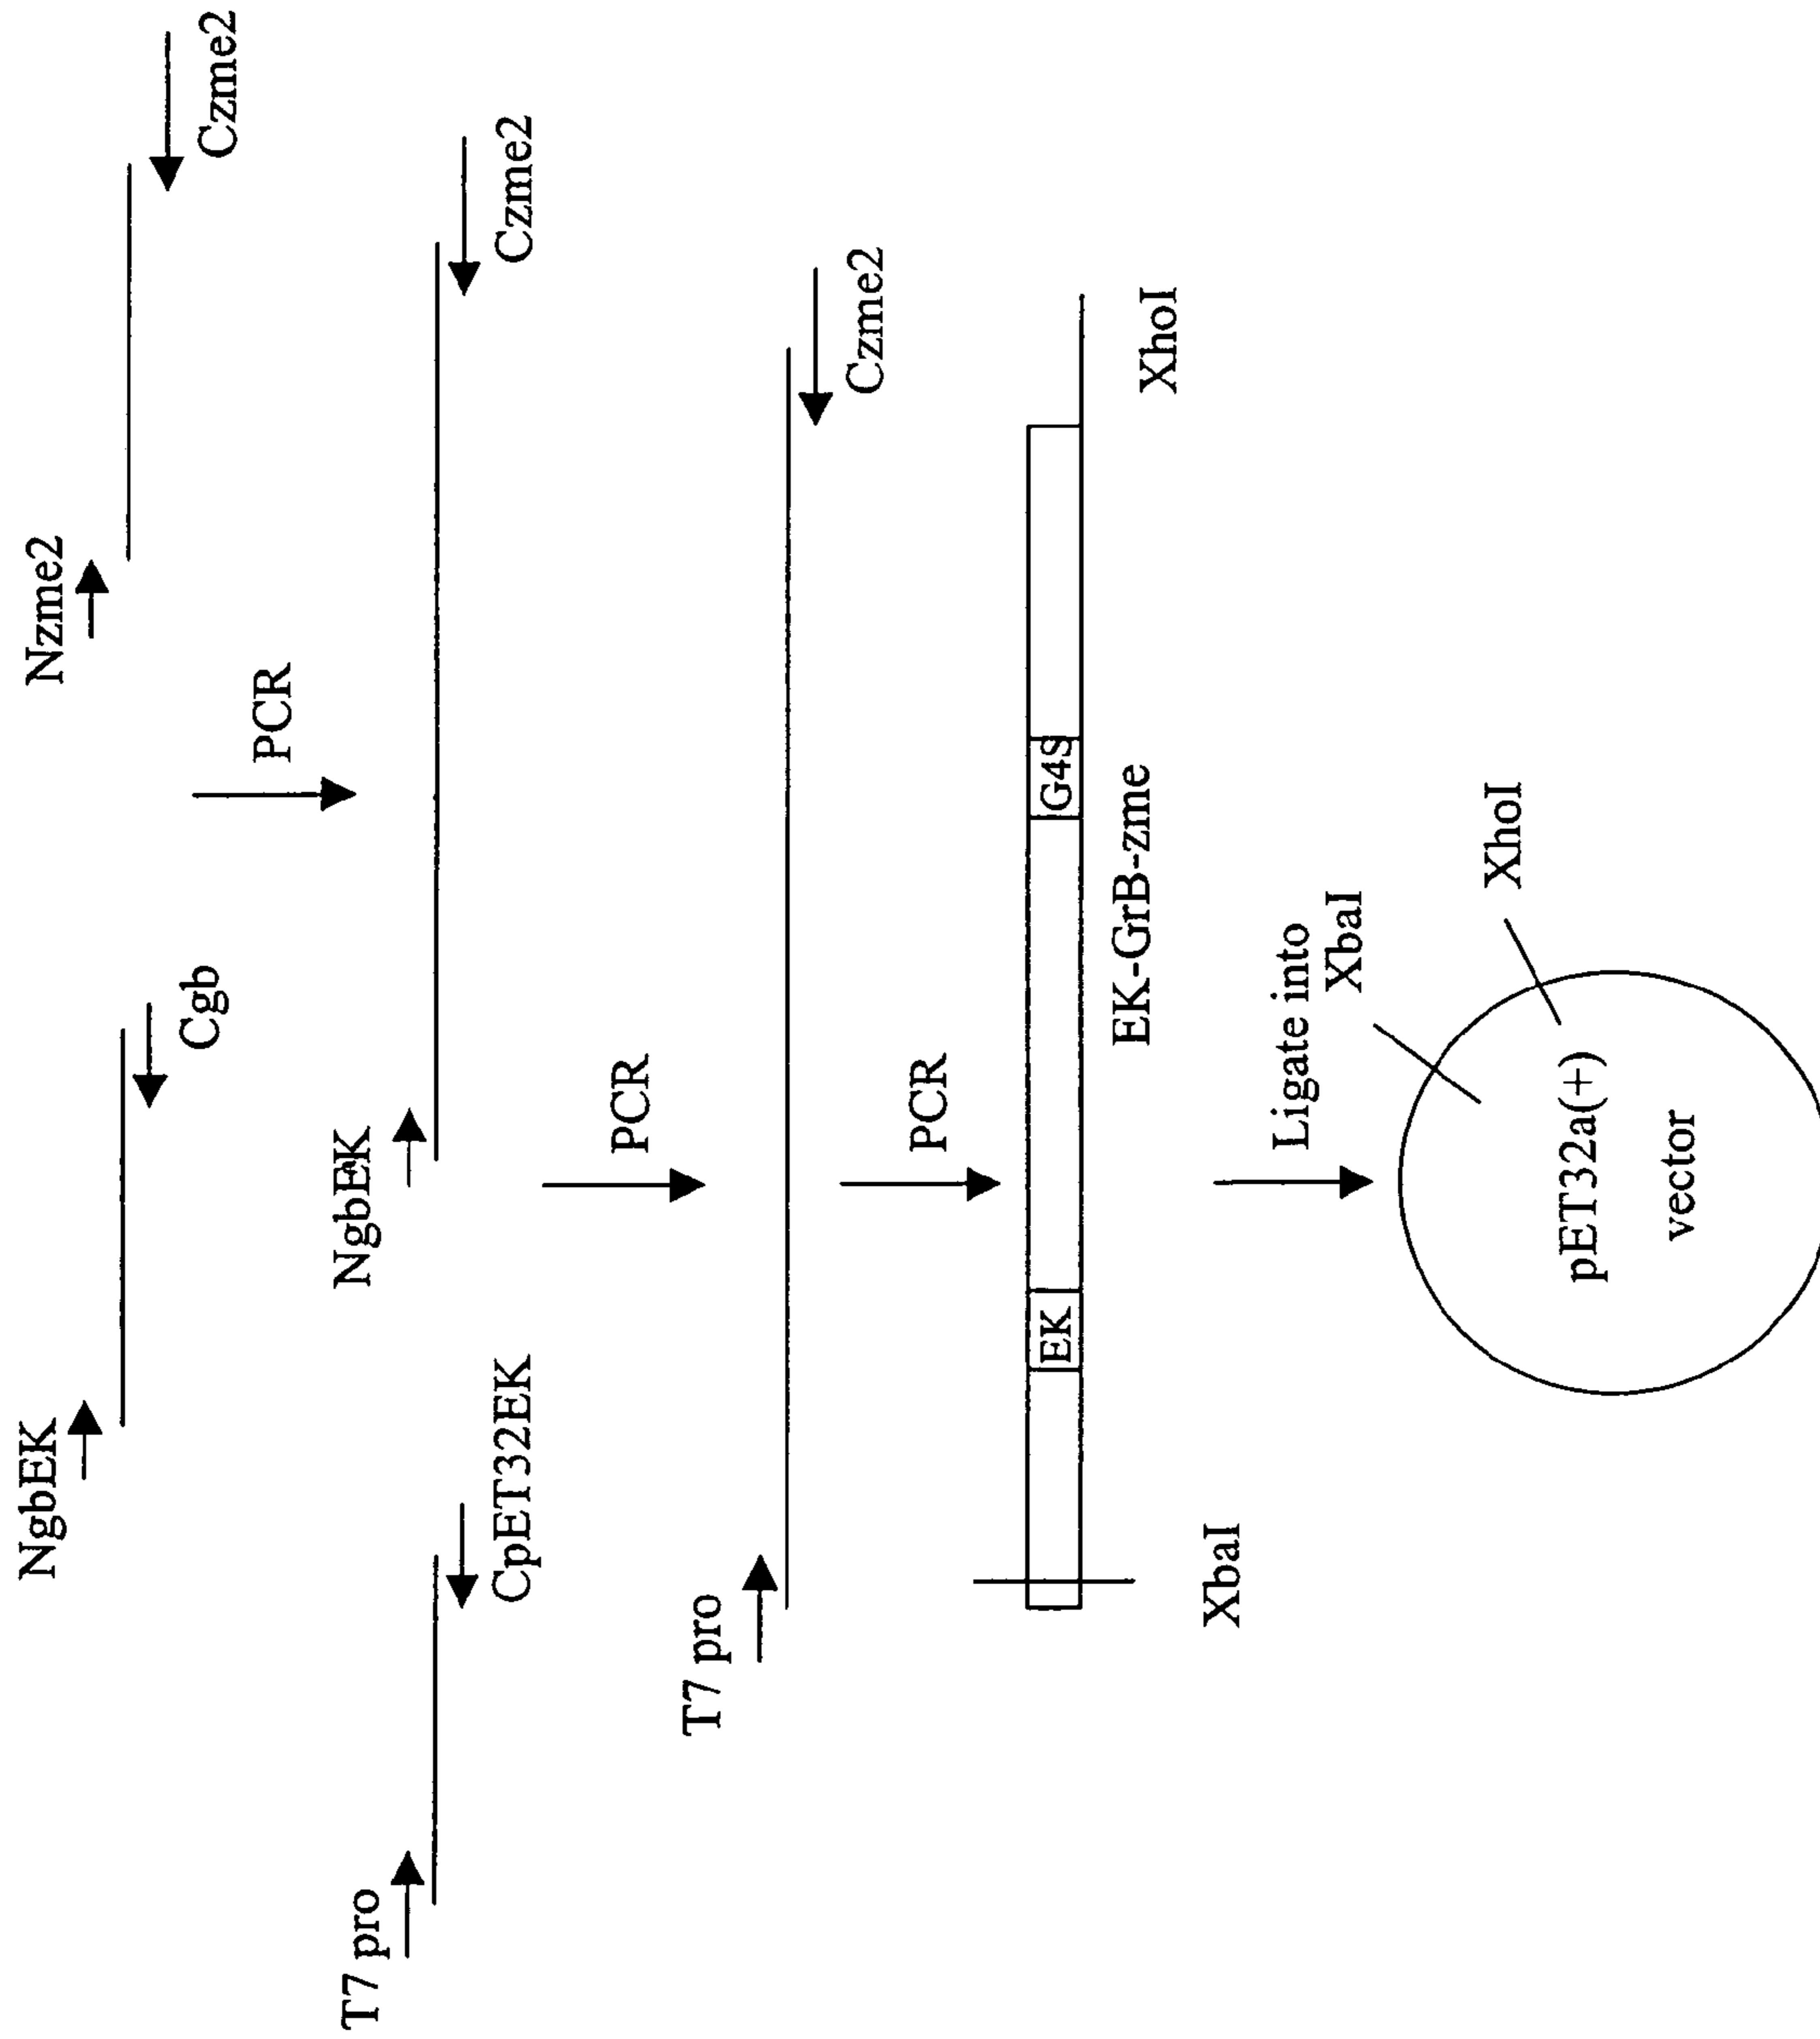 NgbEK
Cgb
Nzme2
Czme2
PCR
T7 pro
CpET32EK
NgbEK
Czme2
PCR
T7 pro
Czme2
PCR
EK
G4S
XbaI
EK-GrB-zme
XhoI
Ligate into
XbaI
XhoI
pET32a(+)
vector